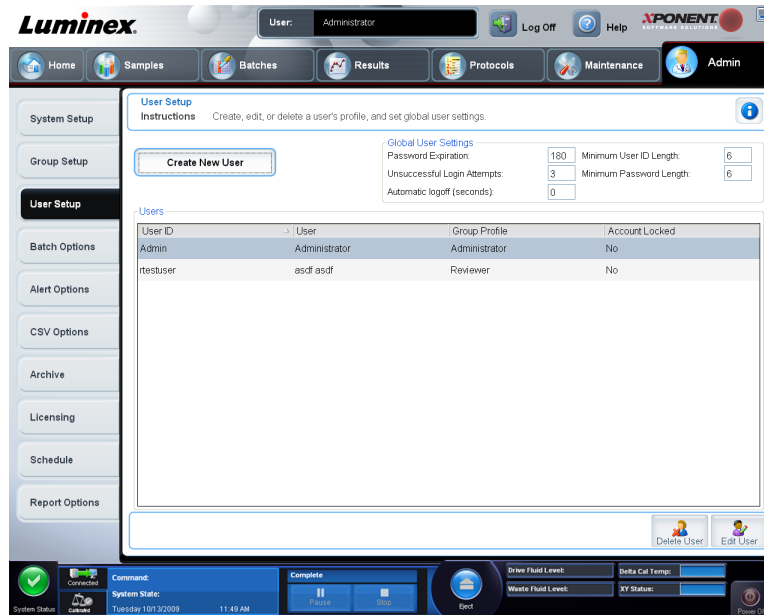 Luminex.
User: Administrator
Log Off
Help
XPONENT
SOFTWARE SOLUTIONS
Home
Samples
Batches
Results
Protocols
Maintenance
Admin
System Setup
Group Setup
User Setup
Batch Options
Alert Options
CSV Options
Archive
Licensing
Schedule
Report Options
User Setup
Instructions Create, edit, or delete a user's profile, and set global user settings.
Create New User
Global User Settings
Password Expiration: 180 Minimum User ID Length: 6
Unsuccessful Login Attempts: 3 Minimum Password Length: 6
Automatic logoff (seconds): 0
Users
User ID User Group Profile Account Locked
Admin Administrator Administrator No
rtestuser asdf asdf Reviewer No
Delete User
Edit User
System Status
Connected
Calibrated
Command:
System State:
Tuesday 10/13/2009 11:49 AM
Complete
Pause
Stop
Eject
Drive Fluid Level:
Waste Fluid Level:
Delta Cal Temp:
XY Status: